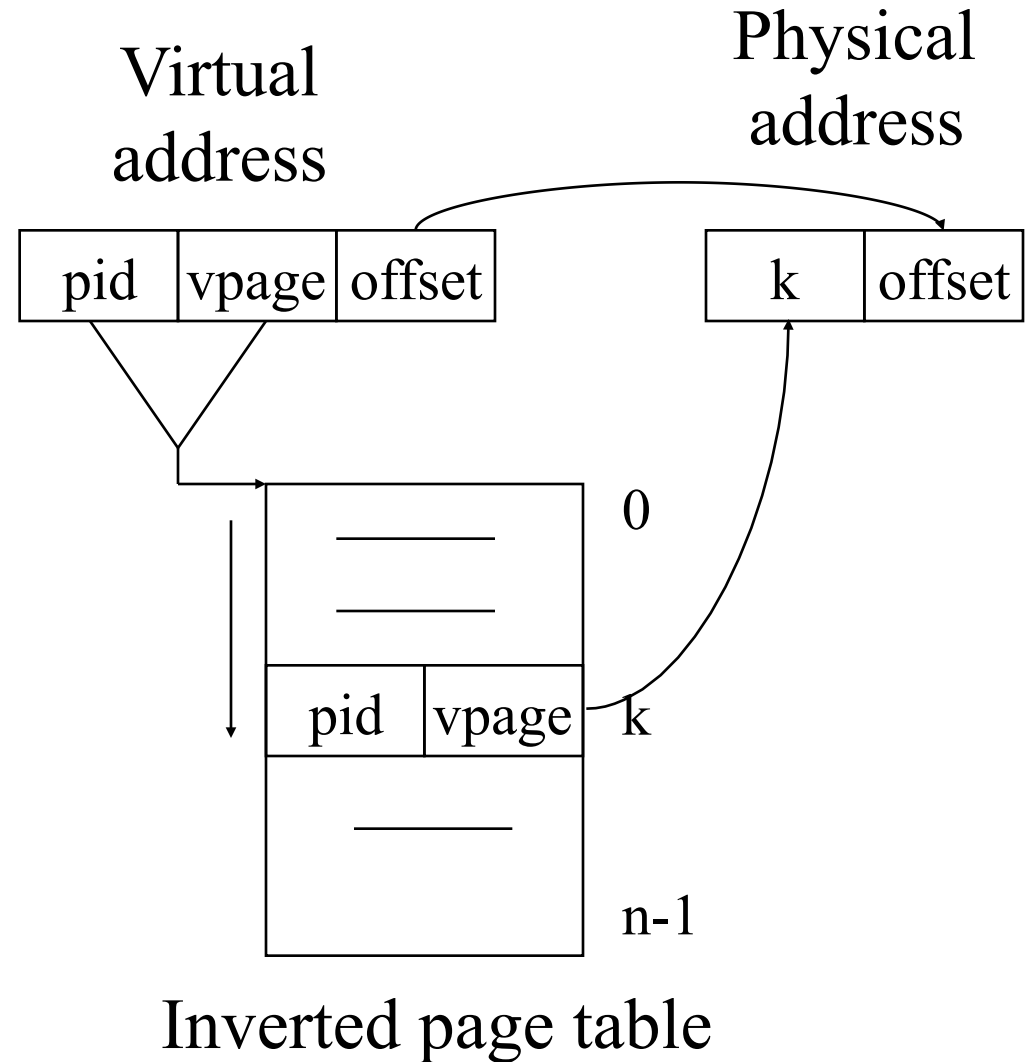 Virtual
address
Physical
address
pid vpage offset
k offset
0
pid vpage k
n-1
Inverted page table